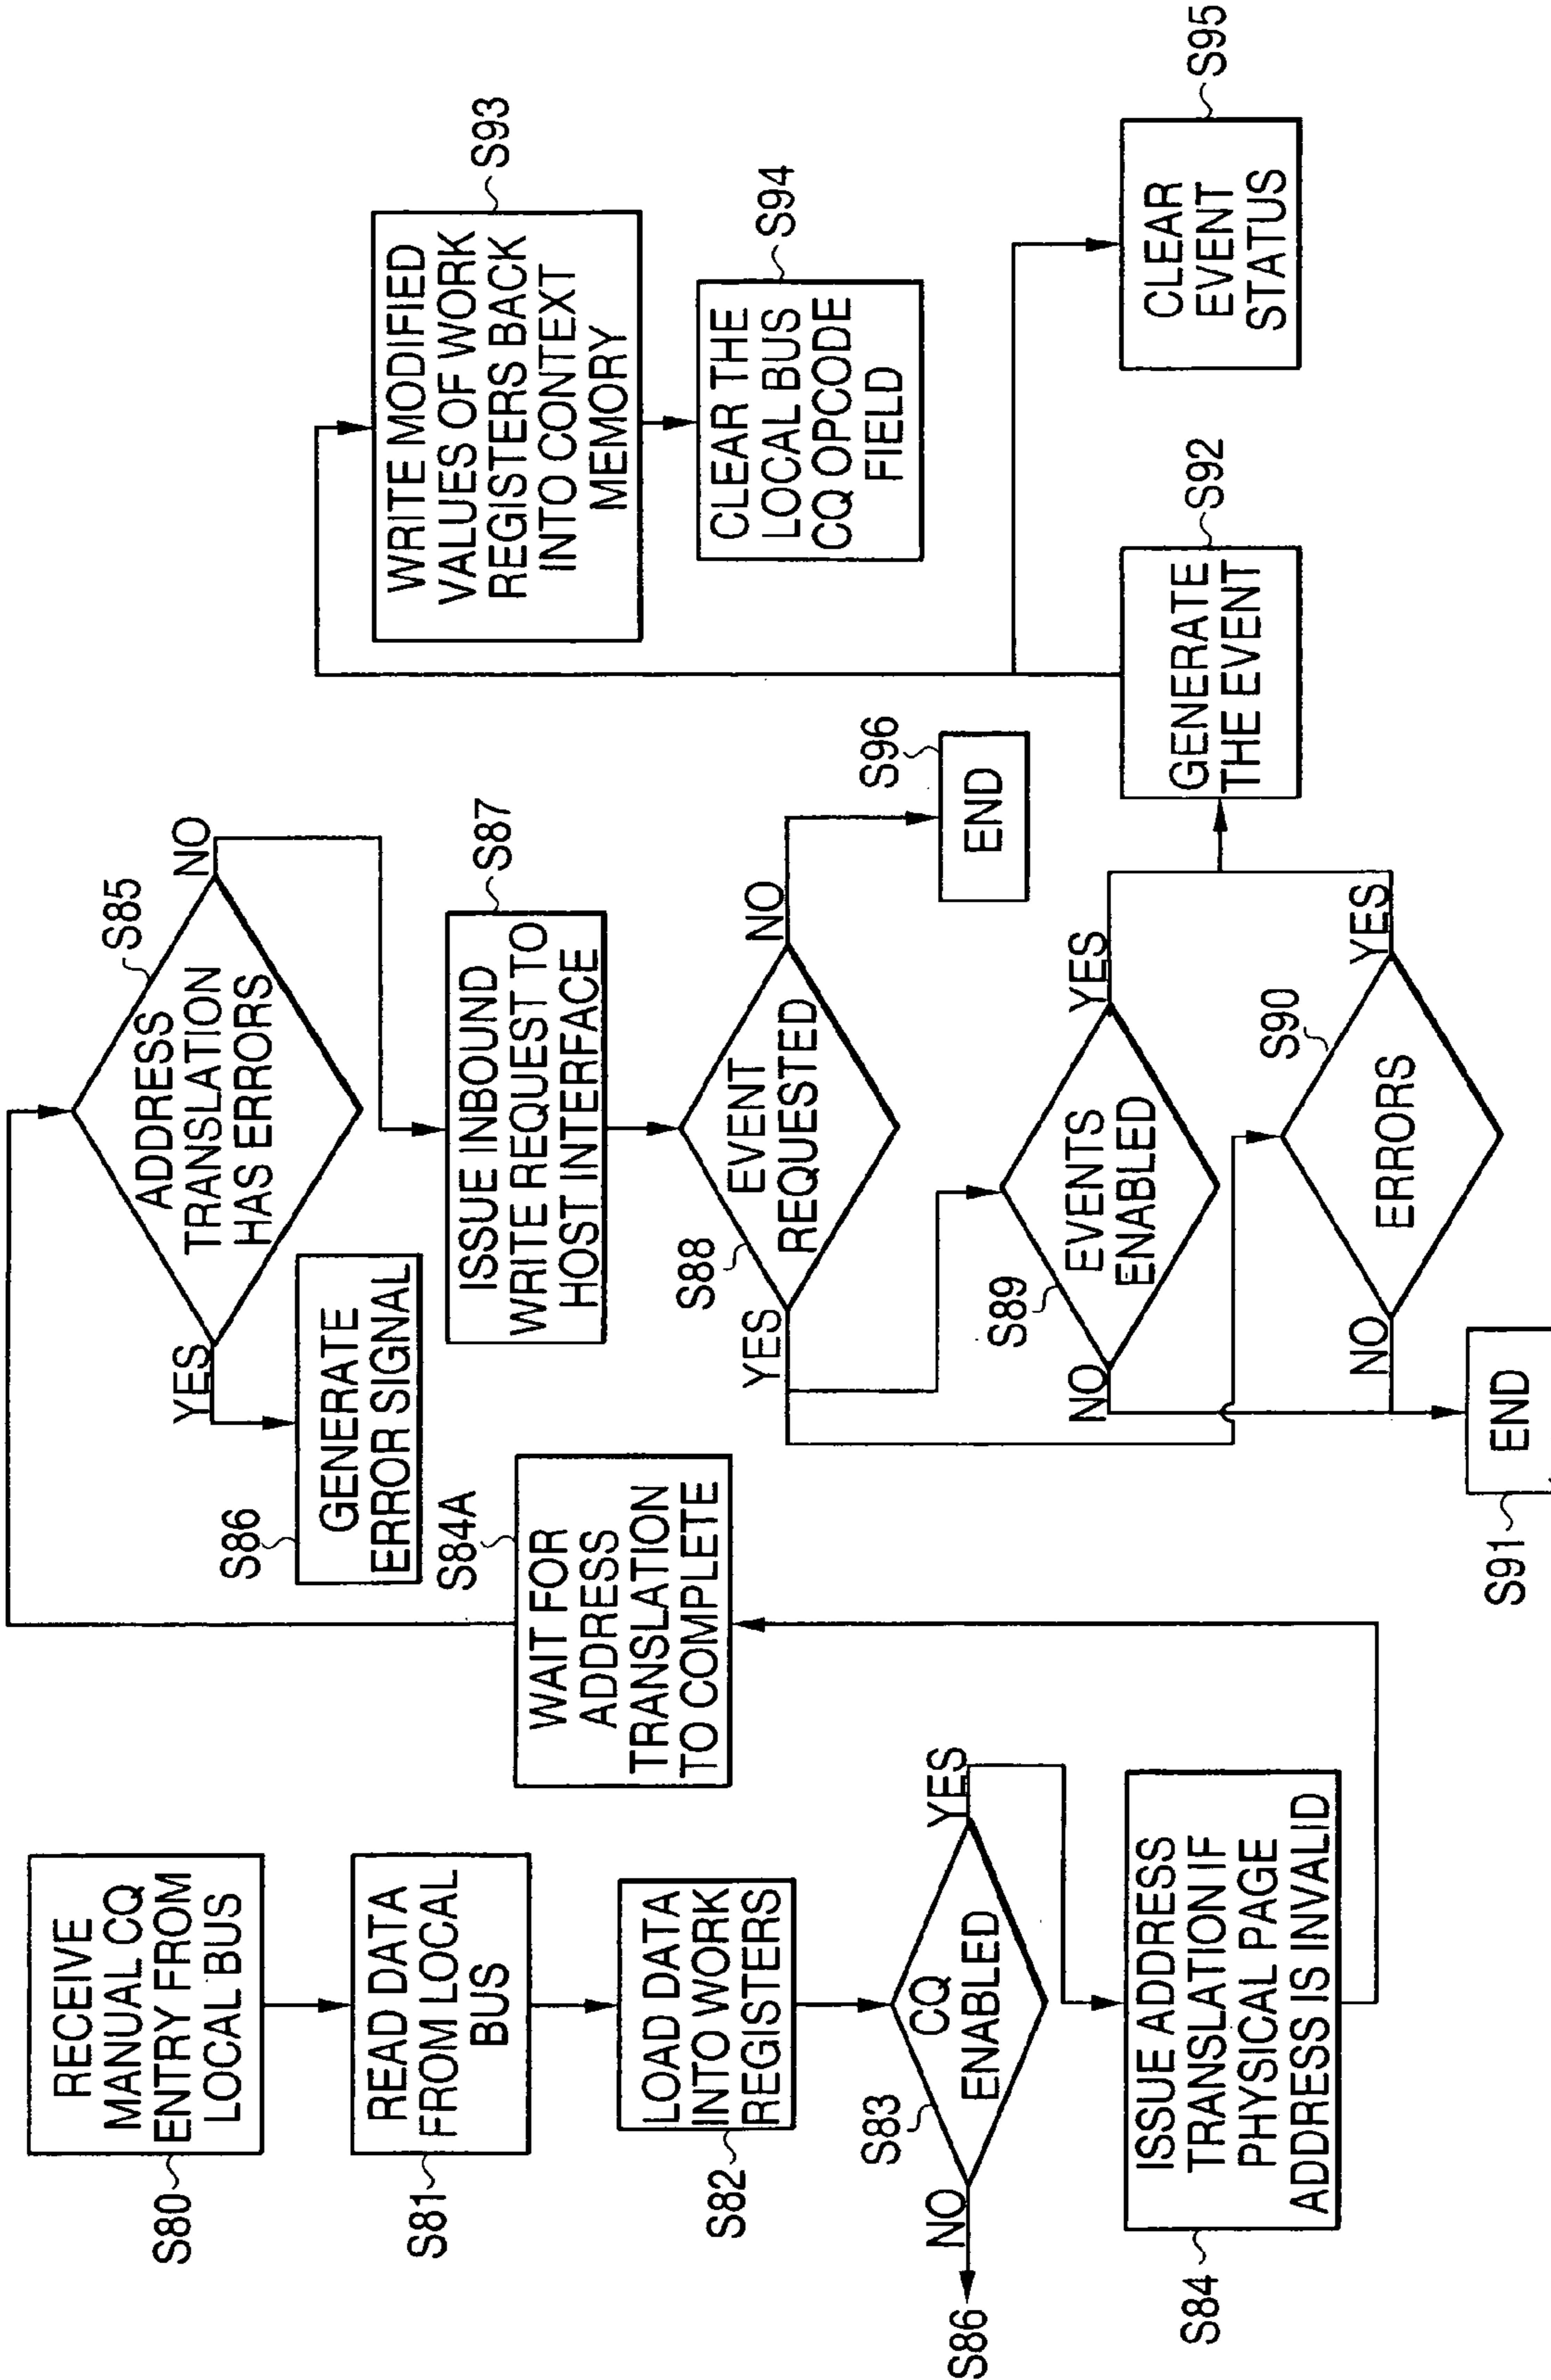 RECEIVE
MANUAL CQ
ENTRY FROM
LOCAL BUS
S80
READ DATA
FROM LOCAL
BUS
S81
LOAD DATA
INTO WORK
REGISTERS
S82
CQ
ENABLED
S83
NO
S86
YES
ISSUE ADDRESS
TRANSLATION IF
PHYSICAL PAGE
ADDRESS IS INVALID
S84
WAIT FOR
ADDRESS
TRANSLATION
TO COMPLETE
S84A
ADDRESS
TRANSLATION
HAS ERRORS
S85
YES
NO
GENERATE
ERROR SIGNAL
S86
ISSUE INBOUND
WRITE REQUEST TO
HOST INTERFACE
S87
EVENT
REQUESTED
S88
YES
NO
END
S96
EVENTS
ENABLED
S89
NO
YES
ERRORS
S90
NO
YES
END
S91
GENERATE
THE EVENT
S92
WRITE MODIFIED
VALUES OF WORK
REGISTERS BACK
INTO CONTEXT
MEMORY
S93
CLEAR THE
LOCAL BUS
CQ OPCODE
FIELD
S94
CLEAR
EVENT
STATUS
S95